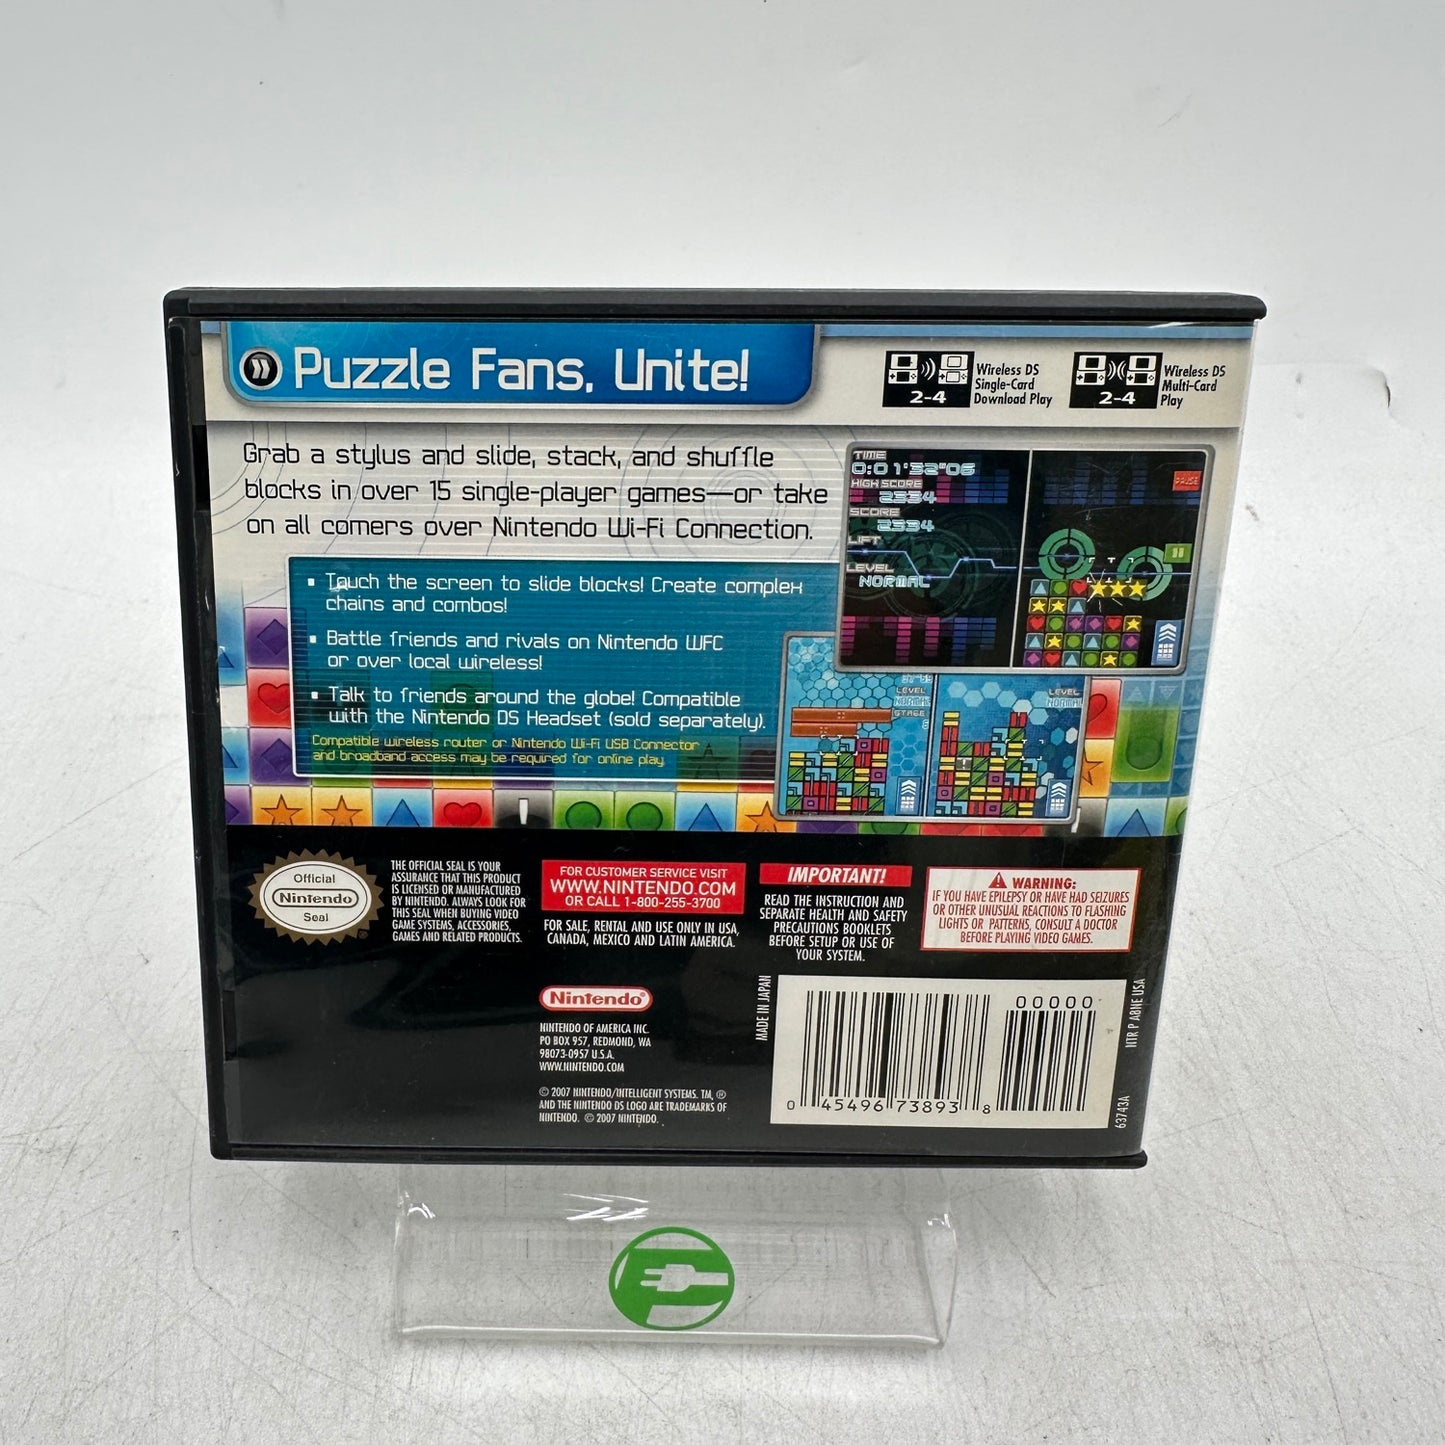 Puzzle Fans, Unite!
2-4
Wireless DS
Single-Card
Download Play
2-4
Wireless DS
Multi-Card
Play
Grab a stylus and slide, stack, and shuffle
blocks in over 15 single-player games—or take
on all comers over Nintendo Wi-Fi Connection.
▪ Touch the screen to slide blocks! Create complex
chains and combos!
▪ Battle friends and rivals on Nintendo WFC
or over local wireless!
▪ Talk to friends around the globe! Compatible
with the Nintendo DS Headset (sold separately).
Compatible wireless router or Nintendo Wi-Fi USB Connector
and broadband access may be required for online play.
TIME
0:01'32"06
HIGH SCORE
2334
SCORE
2334
LIFT
LEVEL
NORMAL
PAUSE
LEVEL
NORMAL
STAGE
LEVEL
NORMAL
Official
Nintendo
Seal
THE OFFICIAL SEAL IS YOUR
ASSURANCE THAT THIS PRODUCT
IS LICENSED OR MANUFACTURED
BY NINTENDO. ALWAYS LOOK FOR
THIS SEAL WHEN BUYING VIDEO
GAME SYSTEMS, ACCESSORIES,
GAMES AND RELATED PRODUCTS.
FOR CUSTOMER SERVICE VISIT
WWW.NINTENDO.COM
OR CALL 1-800-255-3700
FOR SALE, RENTAL AND USE ONLY IN USA,
CANADA, MEXICO AND LATIN AMERICA.
IMPORTANT!
READ THE INSTRUCTION AND
SEPARATE HEALTH AND SAFETY
PRECAUTIONS BOOKLETS
BEFORE SETUP OR USE OF
YOUR SYSTEM.
WARNING:
IF YOU HAVE EPILEPSY OR HAVE HAD SEIZURES
OR OTHER UNUSUAL REACTIONS TO FLASHING
LIGHTS OR PATTERNS, CONSULT A DOCTOR
BEFORE PLAYING VIDEO GAMES.
Nintendo®
NINTENDO OF AMERICA INC.
PO BOX 957, REDMOND, WA
98073-0957 U.S.A.
WWW.NINTENDO.COM
© 2007 NINTENDO/INTELLIGENT SYSTEMS. TM, ®
AND THE NINTENDO DS LOGO ARE TRADEMARKS OF
NINTENDO. © 2007 NINTENDO.
MADE IN JAPAN
00000
0 45496 73893 8
NTR P A8NE USA
63743A